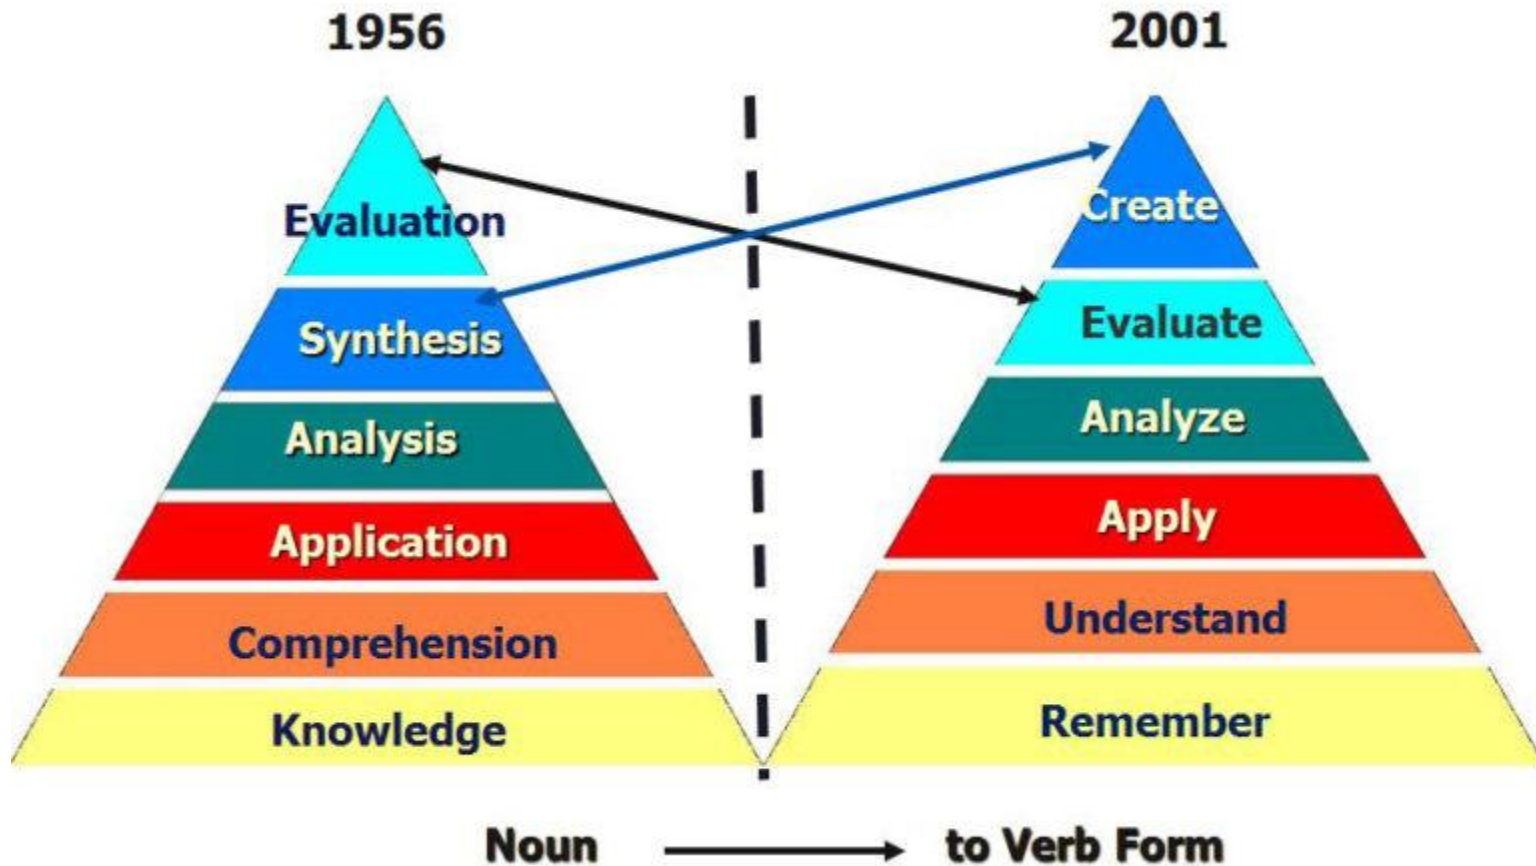 1956
Evaluation
Synthesis
Analysis
Application
Comprehension
Knowledge
2001
Create
Evaluate
Analyze
Apply
Understand
Remember
Noun to Verb Form